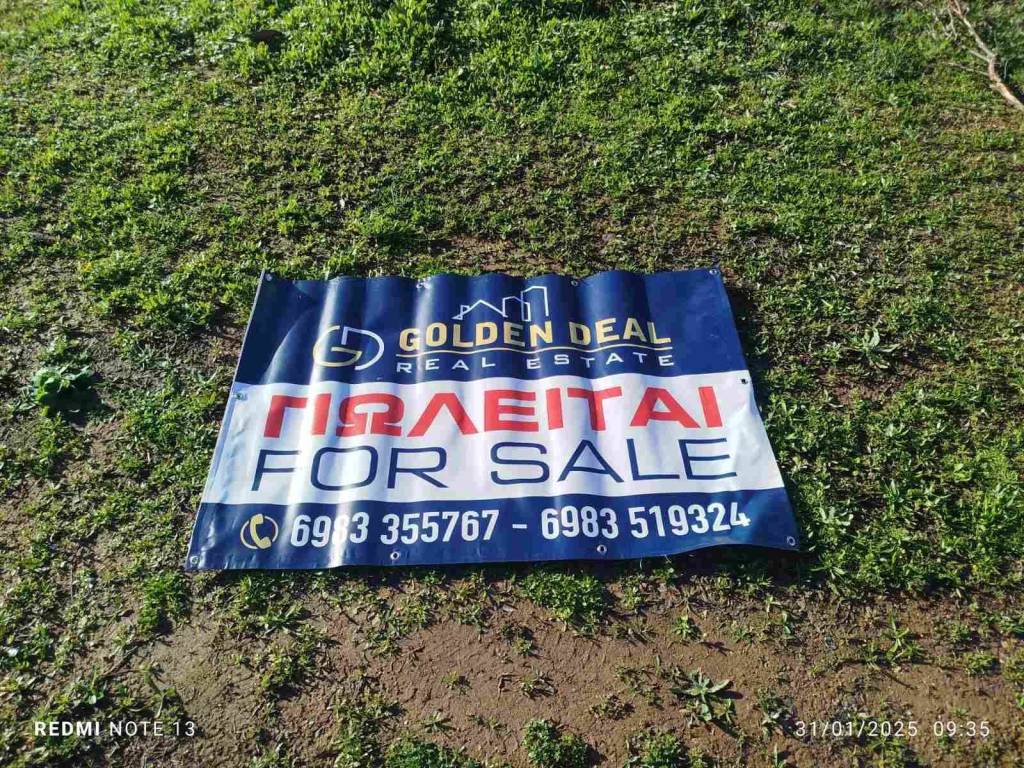 GD
GOLDEN DEAL
REAL ESTATE
ΠΩΛΕΙΤΑΙ
FOR SALE
6983 355767 - 6983 519324
REDMI NOTE 13
31/01/2025 09:35